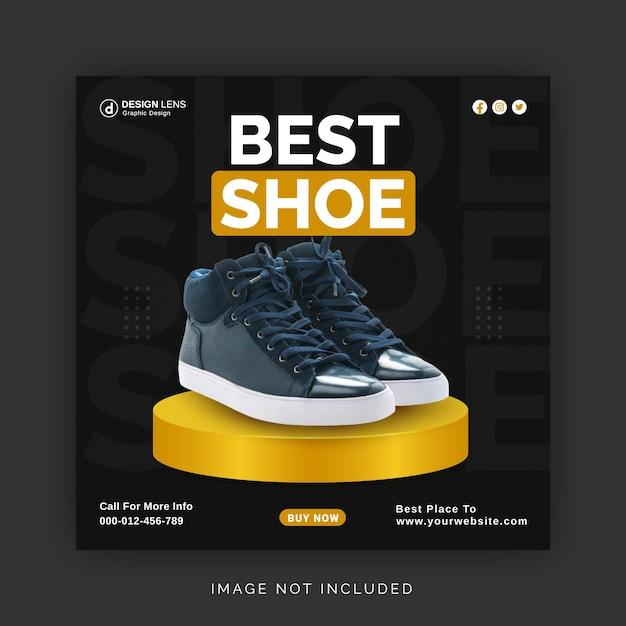 DESIGN LENS
Graphic Design
BEST
SHOE
SHOE
SHOE
SHOE
Call For More Info
000-012-456-789
BUY NOW
Best Place To
www.yourwebsite.com
IMAGE NOT INCLUDED